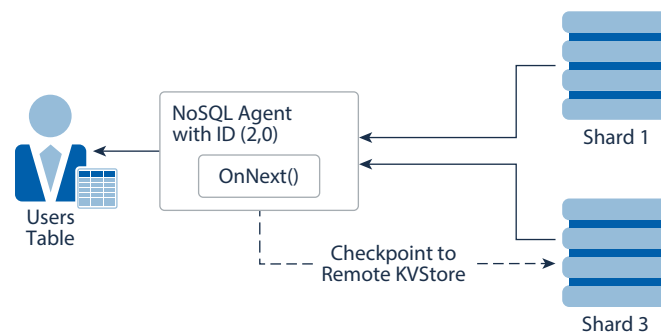 NoSQL Agent
with ID (2,0)
OnNext()
Users
Table
Shard 1
Checkpoint to
Remote KVStore
Shard 3